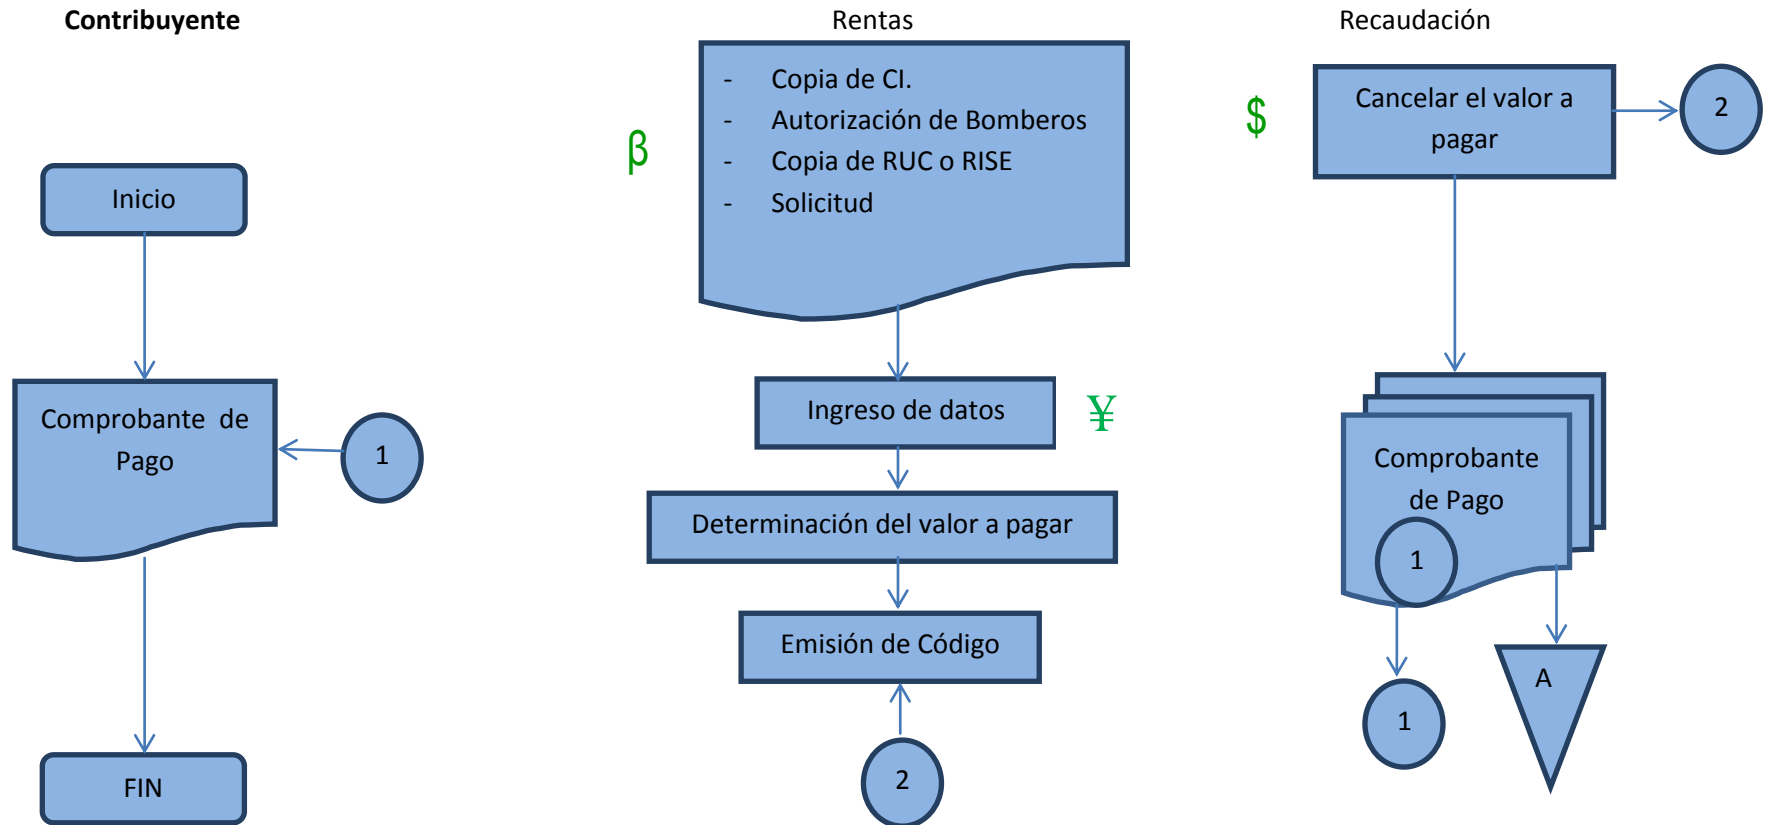 Contribuyente
Inicio
Comprobante de
Pago
1
FIN
Rentas
β
- Copia de CI.
- Autorización de Bomberos
- Copia de RUC o RISE
- Solicitud
Ingreso de datos
¥
Determinación del valor a pagar
Emisión de Código
2
Recaudación
$
Cancelar el valor a
pagar
2
Comprobante
de Pago
1
1
A